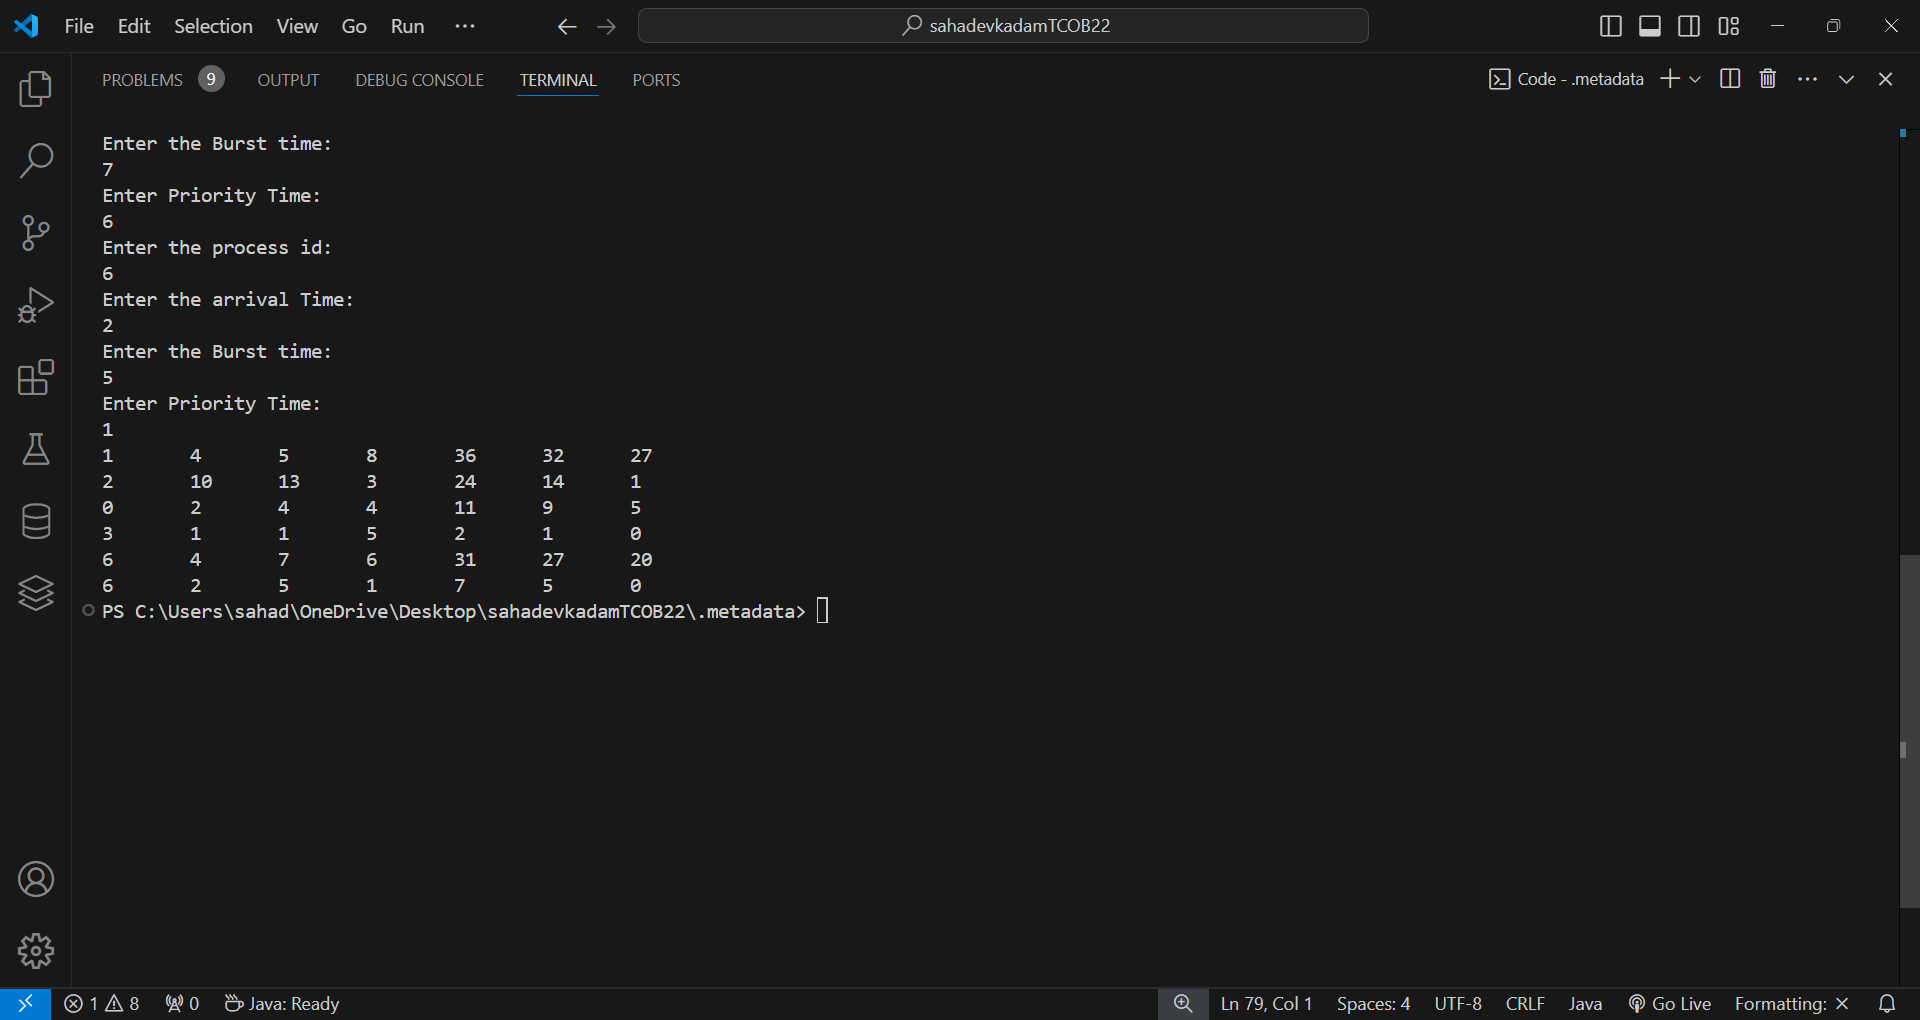 File Edit Selection View Go Run ··· sahadevkadamTCOB22
PROBLEMS 9 OUTPUT DEBUG CONSOLE TERMINAL PORTS Code - .metadata
Enter the Burst time:
7
Enter Priority Time:
6
Enter the process id:
6
Enter the arrival Time:
2
Enter the Burst time:
5
Enter Priority Time:
1
1 4 5 8 36 32 27
2 10 13 3 24 14 1
0 2 4 4 11 9 5
3 1 1 5 2 1 0
6 4 7 6 31 27 20
6 2 5 1 7 5 0
PS C:\Users\sahad\OneDrive\Desktop\sahadevkadamTCOB22\.metadata>
1 8 0 Java: Ready Ln 79, Col 1 Spaces: 4 UTF-8 CRLF Java Go Live Formatting: ×